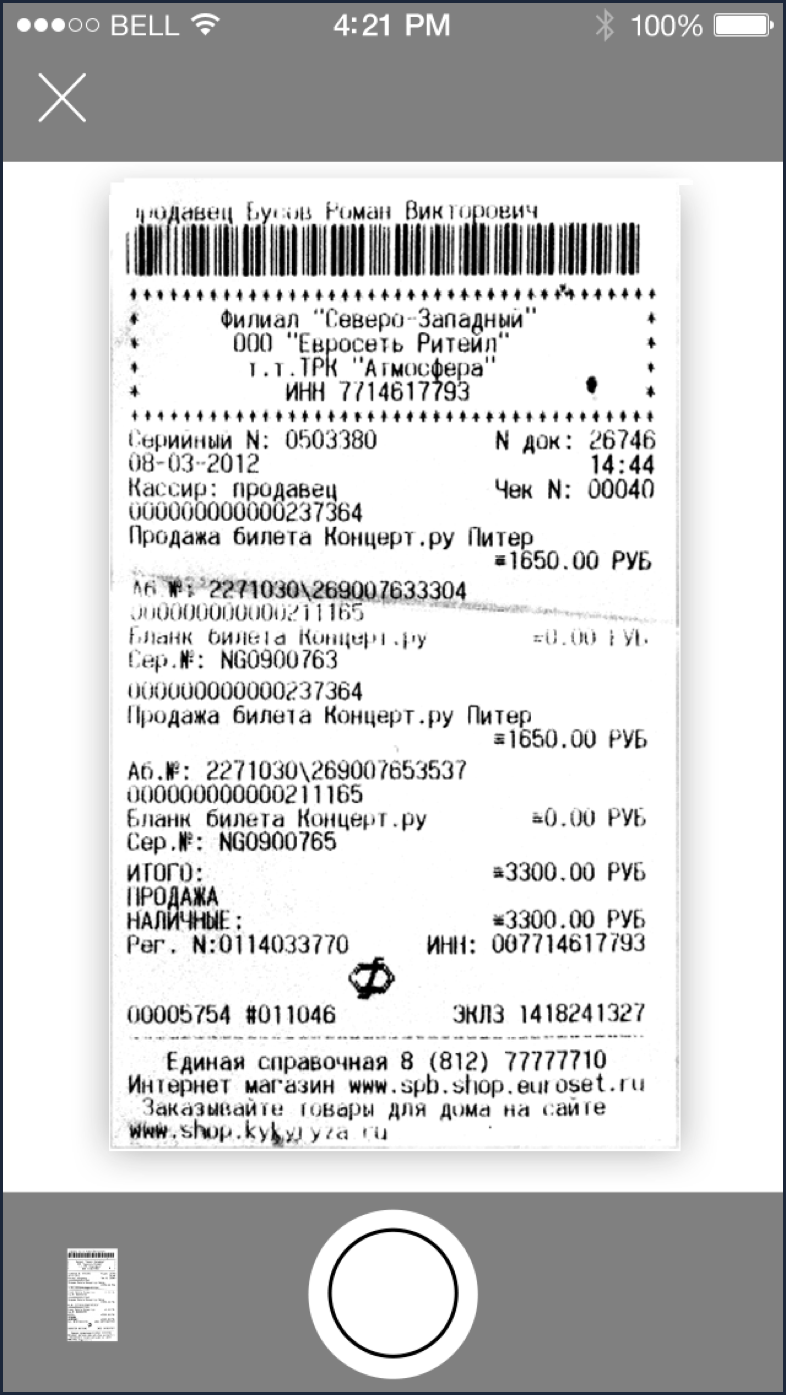 BELL 4:21 PM 100%
Продавец Бусов Роман Викторович
Филиал "Северо-Западный"
ООО "Евросеть Ритейл"
т.т.ТРК "Атмосфера"
ИНН 7714617793
Серийный N: 0503380 N док: 26746
08-03-2012 14:44
Кассир: продавец Чек N: 00040
000000000000237364
Продажа билета Концерт.ру Питер
≡1650.00 РУБ
Аб.№: 2271030\269007633304
000000000000211165
Бланк билета Концерт.ру ≡0.00 РУБ
Сер.№: NG0900763
000000000000237364
Продажа билета Концерт.ру Питер
≡1650.00 РУБ
Аб.№: 2271030\269007653537
000000000000211165
Бланк билета Концерт.ру ≡0.00 РУБ
Сер.№: NG0900765
ИТОГО: ≡3300.00 РУБ
ПРОДАЖА
НАЛИЧНЫЕ: ≡3300.00 РУБ
Рег. N:0114033770 ИНН: 007714617793
00005754 #011046 ЭКЛЗ 1418241327
Единая справочная 8 (812) 77777710
Интернет магазин www.spb.shop.euroset.ru
Заказывайте товары для дома на сайте
www.shop.kykyryza.ru